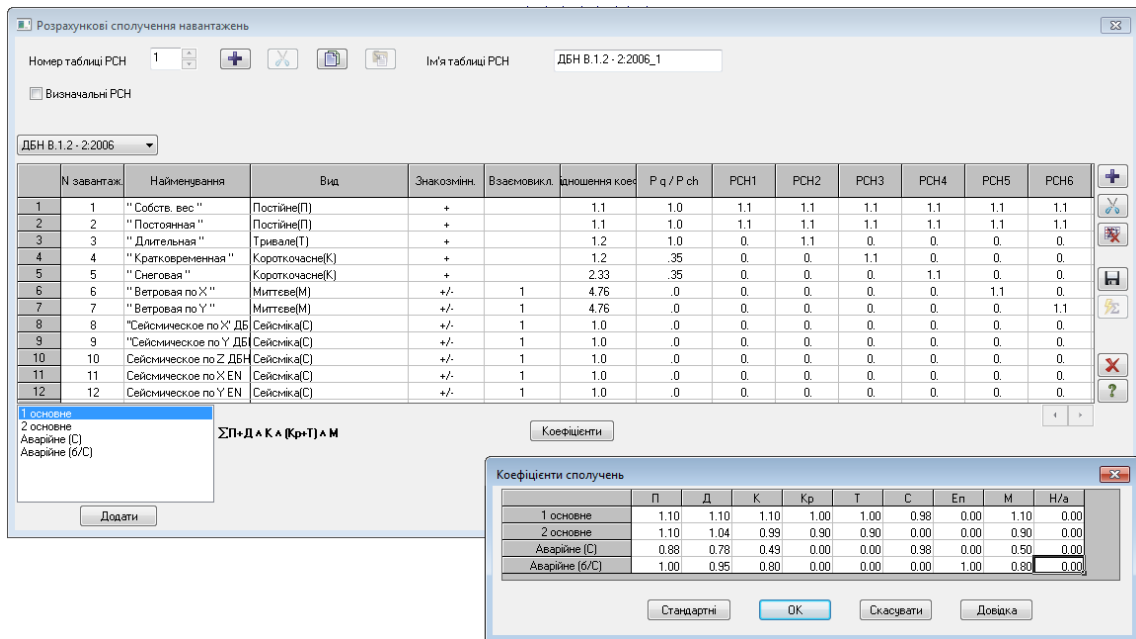 Розрахункові сполучення навантажень
Номер таблиці РСН 1 Ім'я таблиці РСН ДБН В.1.2 - 2:2006_1
Визначальні РСН
ДБН В.1.2 - 2:2006
N завантаж. Найменування Вид Знакозмінн. Взаємовикл. ідношення коеф P q / P ch РСН1 РСН2 РСН3 РСН4 РСН5 РСН6
1 1 " Собств. вес " Постійне(П) + 1.1 1.0 1.1 1.1 1.1 1.1 1.1 1.1
2 2 " Постоянная " Постійне(П) + 1.1 1.0 1.1 1.1 1.1 1.1 1.1 1.1
3 3 " Длительная " Тривале(Т) + 1.2 1.0 0. 1.1 0. 0. 0. 0.
4 4 " Кратковременная " Короткочасне(К) + 1.2 .35 0. 0. 1.1 0. 0. 0.
5 5 " Снеговая " Короткочасне(К) + 2.33 .35 0. 0. 0. 1.1 0. 0.
6 6 " Ветровая по X " Миттєве(М) +/- 1 4.76 .0 0. 0. 0. 0. 1.1 0.
7 7 " Ветровая по Y " Миттєве(М) +/- 1 4.76 .0 0. 0. 0. 0. 0. 1.1
8 8 "Сейсмическое по X" ДБ Сейсміка(С) +/- 1 1.0 .0 0. 0. 0. 0. 0. 0.
9 9 "Сейсмическое по Y ДБ Сейсміка(С) +/- 1 1.0 .0 0. 0. 0. 0. 0. 0.
10 10 Сейсмическое по Z ДБН Сейсміка(С) +/- 1 1.0 .0 0. 0. 0. 0. 0. 0.
11 11 Сейсмическое по X EN Сейсміка(С) +/- 1 1.0 .0 0. 0. 0. 0. 0. 0.
12 12 Сейсмическое по Y EN Сейсміка(С) +/- 1 1.0 .0 0. 0. 0. 0. 0. 0.
1 основне
2 основне
Аварійне (С)
Аварійне (б/С)
∑П+Д ʌ К ʌ (Кр+Т) ʌ М
Коефіцієнти
Додати
Коефіцієнти сполучень
П Д К Кр Т С Еп М Н/а
1 основне 1.10 1.10 1.10 1.00 1.00 0.98 0.00 1.10 0.00
2 основне 1.10 1.04 0.99 0.90 0.90 0.00 0.00 0.90 0.00
Аварійне (С) 0.88 0.78 0.49 0.00 0.00 0.98 0.00 0.50 0.00
Аварійне (б/С) 1.00 0.95 0.80 0.00 0.00 0.00 1.00 0.80 0.00
Стандартні OK Скасувати Довідка